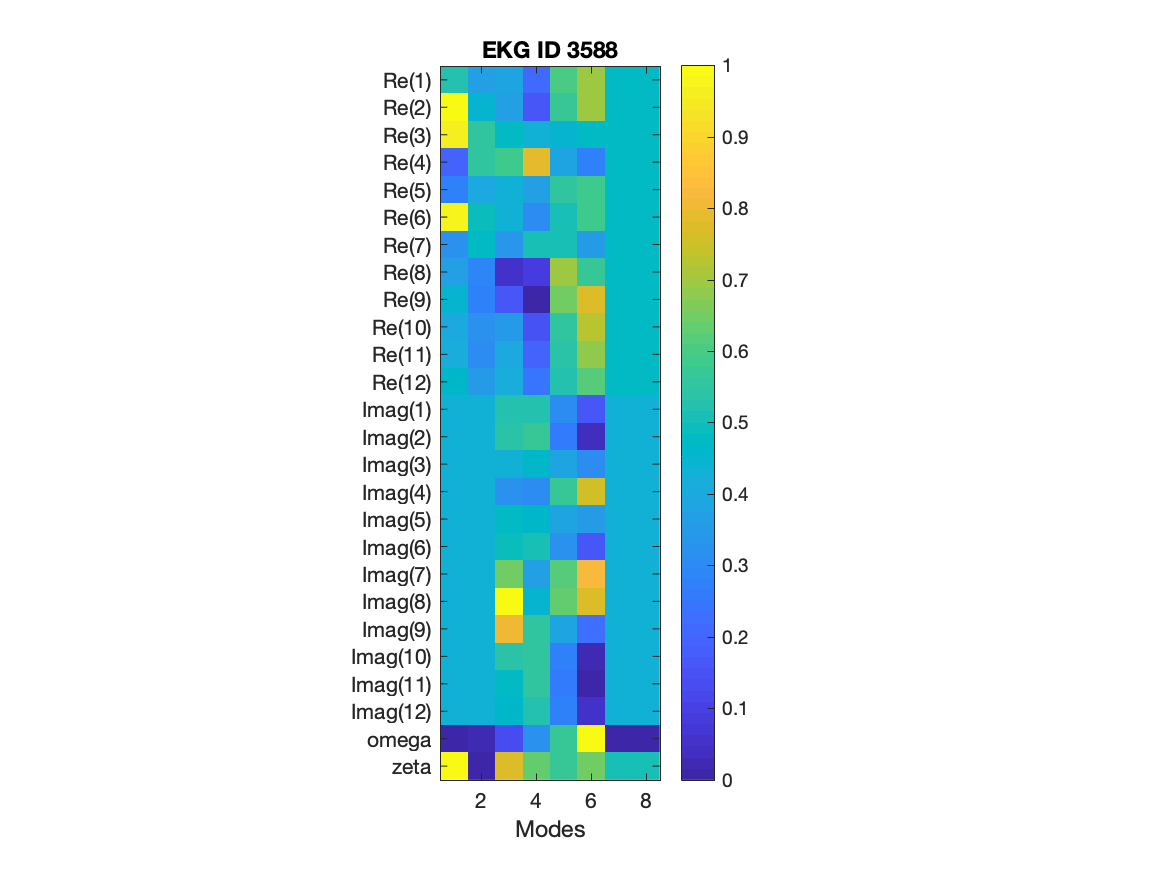 EKG ID 3588
Re(1)
Re(2)
Re(3)
Re(4)
Re(5)
Re(6)
Re(7)
Re(8)
Re(9)
Re(10)
Re(11)
Re(12)
Imag(1)
Imag(2)
Imag(3)
Imag(4)
Imag(5)
Imag(6)
Imag(7)
Imag(8)
Imag(9)
Imag(10)
Imag(11)
Imag(12)
omega
zeta
2 4 6 8
Modes
1
0.9
0.8
0.7
0.6
0.5
0.4
0.3
0.2
0.1
0